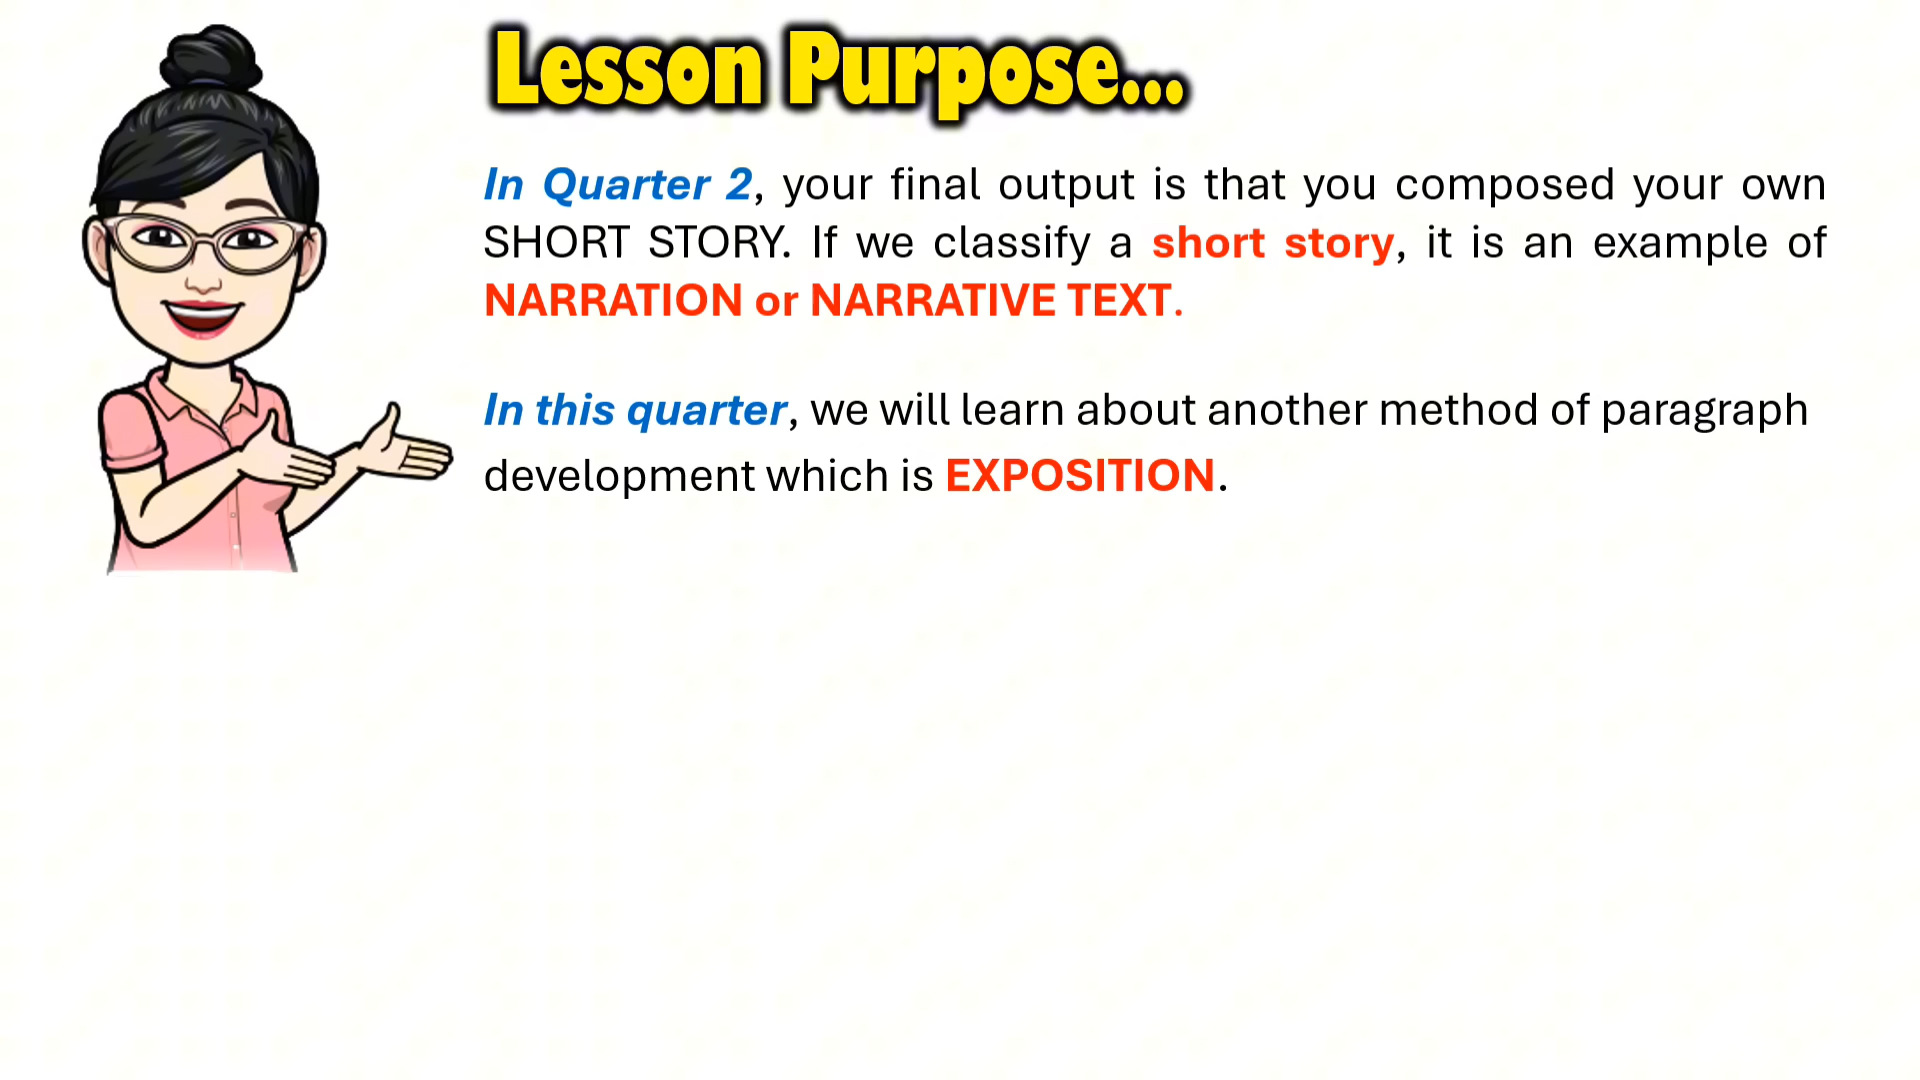 Lesson Purpose...
In Quarter 2, your final output is that you composed your own
SHORT STORY. If we classify a short story, it is an example of
NARRATION or NARRATIVE TEXT.
In this quarter, we will learn about another method of paragraph
development which is EXPOSITION.